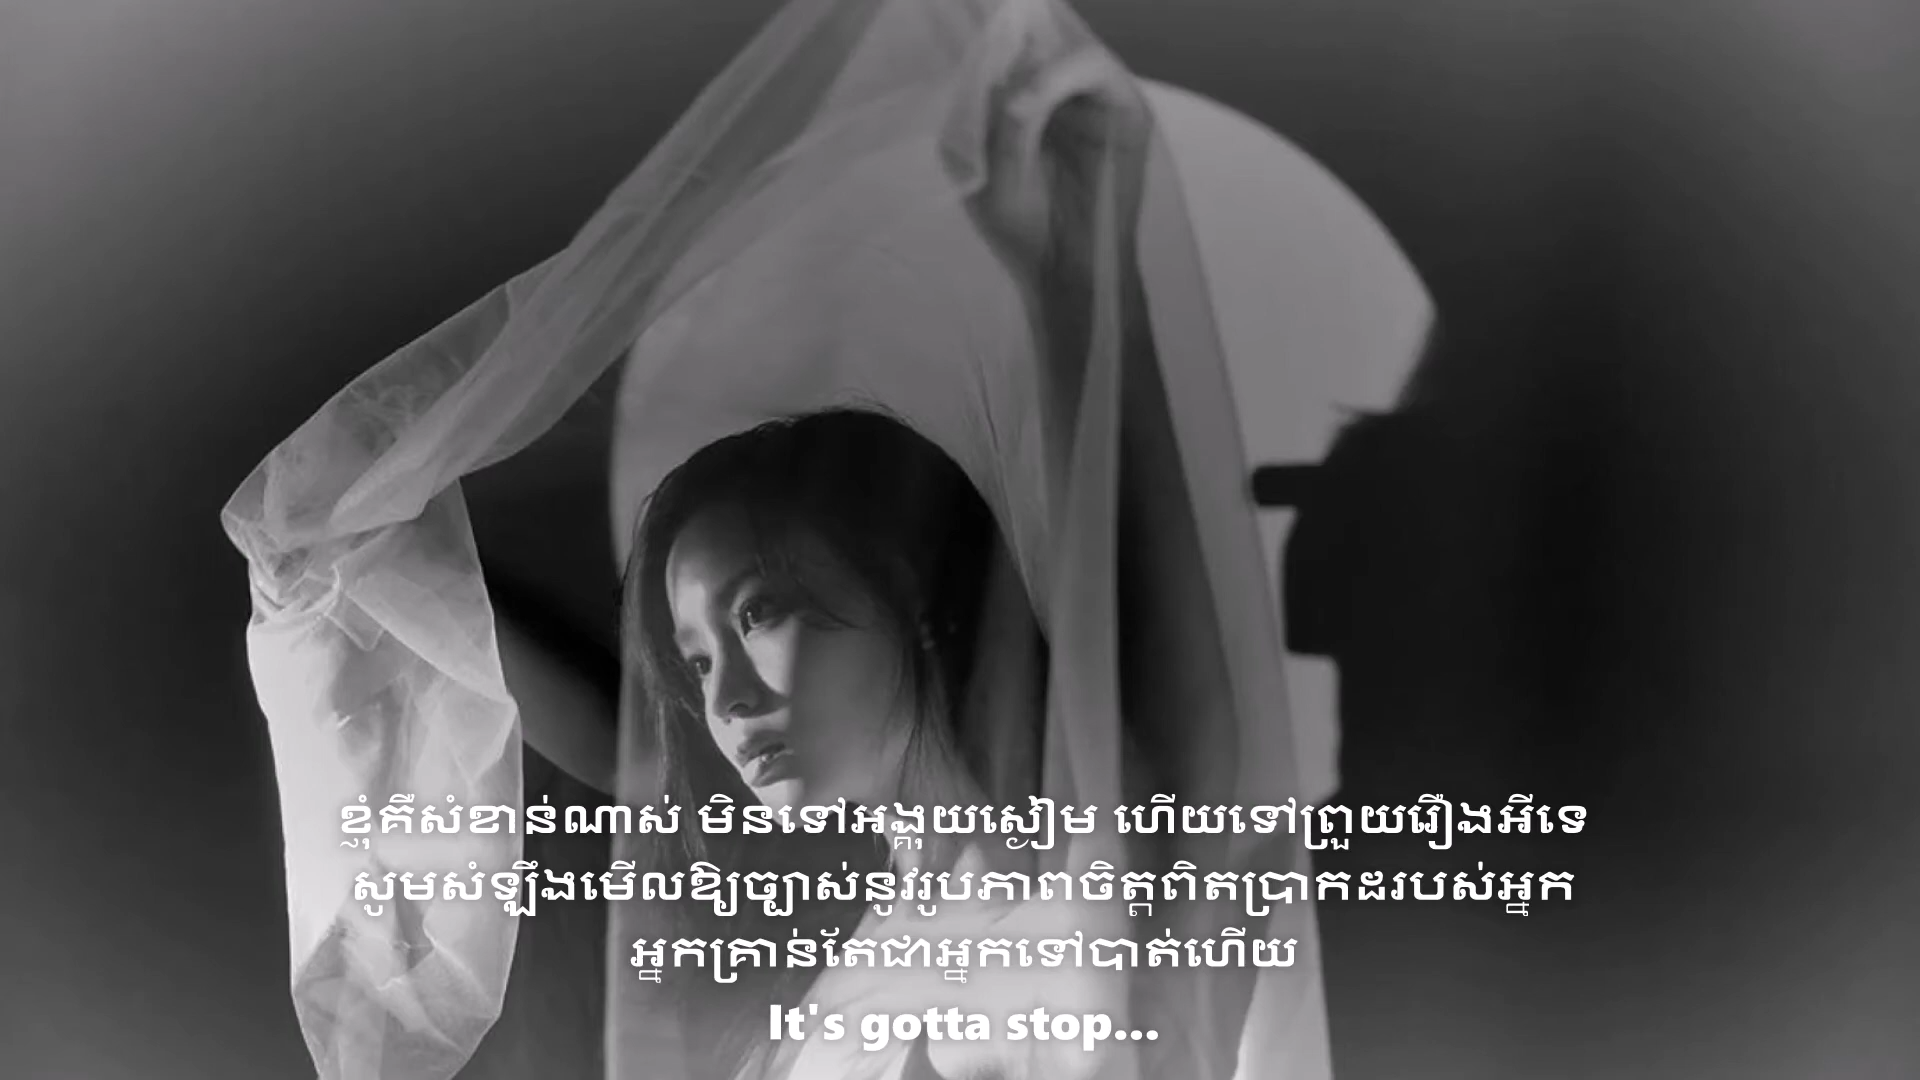 ខ្ញុំគឺសំខាន់ណាស់ មិនទៅអង្គុយស្ងៀម ហើយទៅព្រួយរឿងអីទេ
សូមសំឡឹងមើលឱ្យច្បាស់នូវរូបភាពចិត្តពិតប្រាកដរបស់អ្នក
អ្នកគ្រាន់តែជាអ្នកទៅបាត់ហើយ
It's gotta stop...